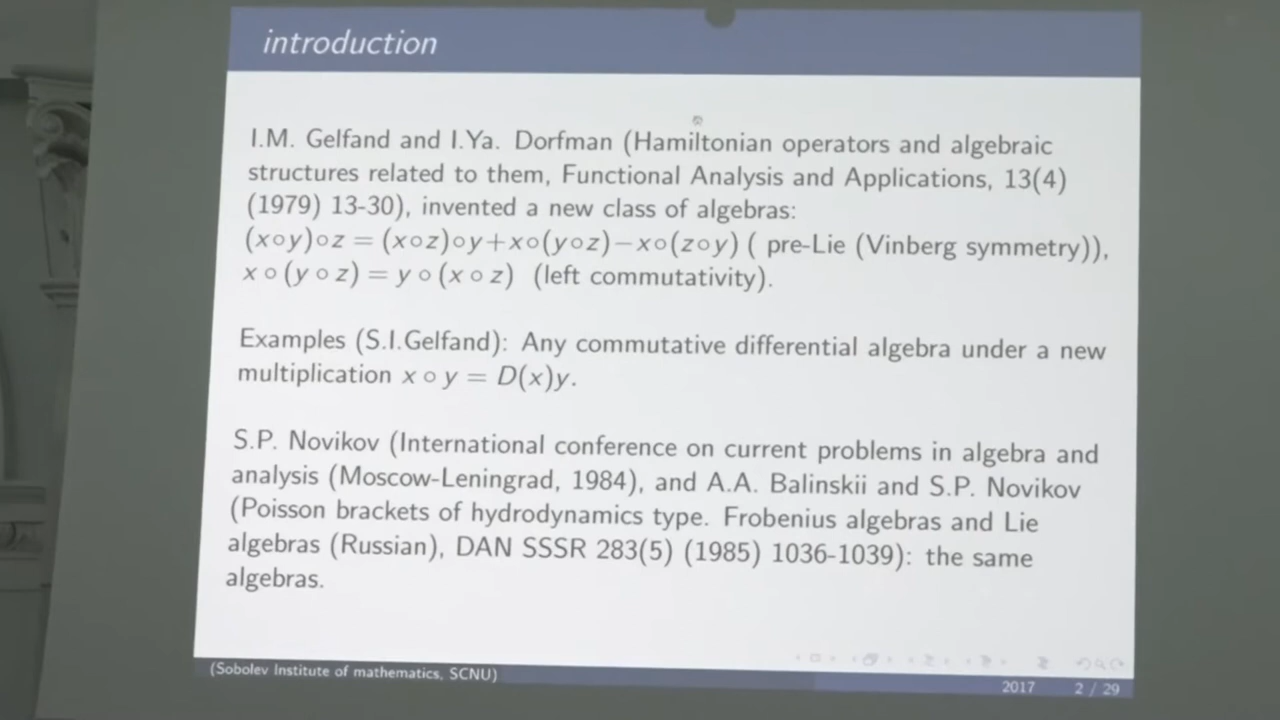 introduction
I.M. Gelfand and I.Ya. Dorfman (Hamiltonian operators and algebraic
structures related to them, Functional Analysis and Applications, 13(4)
(1979) 13-30), invented a new class of algebras:
(x∘y)∘z = (x∘z)∘y+x∘(y∘z)−x∘(z∘y) ( pre-Lie (Vinberg symmetry)),
x ∘ (y ∘ z) = y ∘ (x ∘ z) (left commutativity).
Examples (S.I.Gelfand): Any commutative differential algebra under a new
multiplication x ∘ y = D(x)y.
S.P. Novikov (International conference on current problems in algebra and
analysis (Moscow-Leningrad, 1984), and A.A. Balinskii and S.P. Novikov
(Poisson brackets of hydrodynamics type. Frobenius algebras and Lie
algebras (Russian), DAN SSSR 283(5) (1985) 1036-1039): the same
algebras.
(Sobolev Institute of mathematics, SCNU)
2017 2 / 29